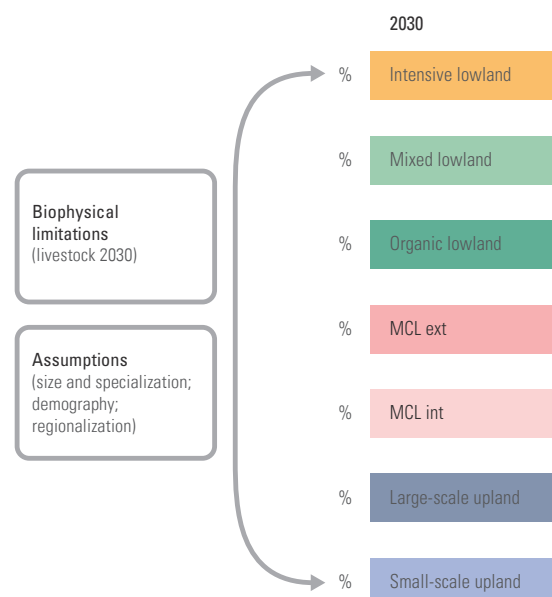 2030
% Intensive lowland
% Mixed lowland
Biophysical
limitations
(livestock 2030)
% Organic lowland
% MCL ext
Assumptions
(size and specialization;
demography;
regionalization)
% MCL int
% Large-scale upland
% Small-scale upland